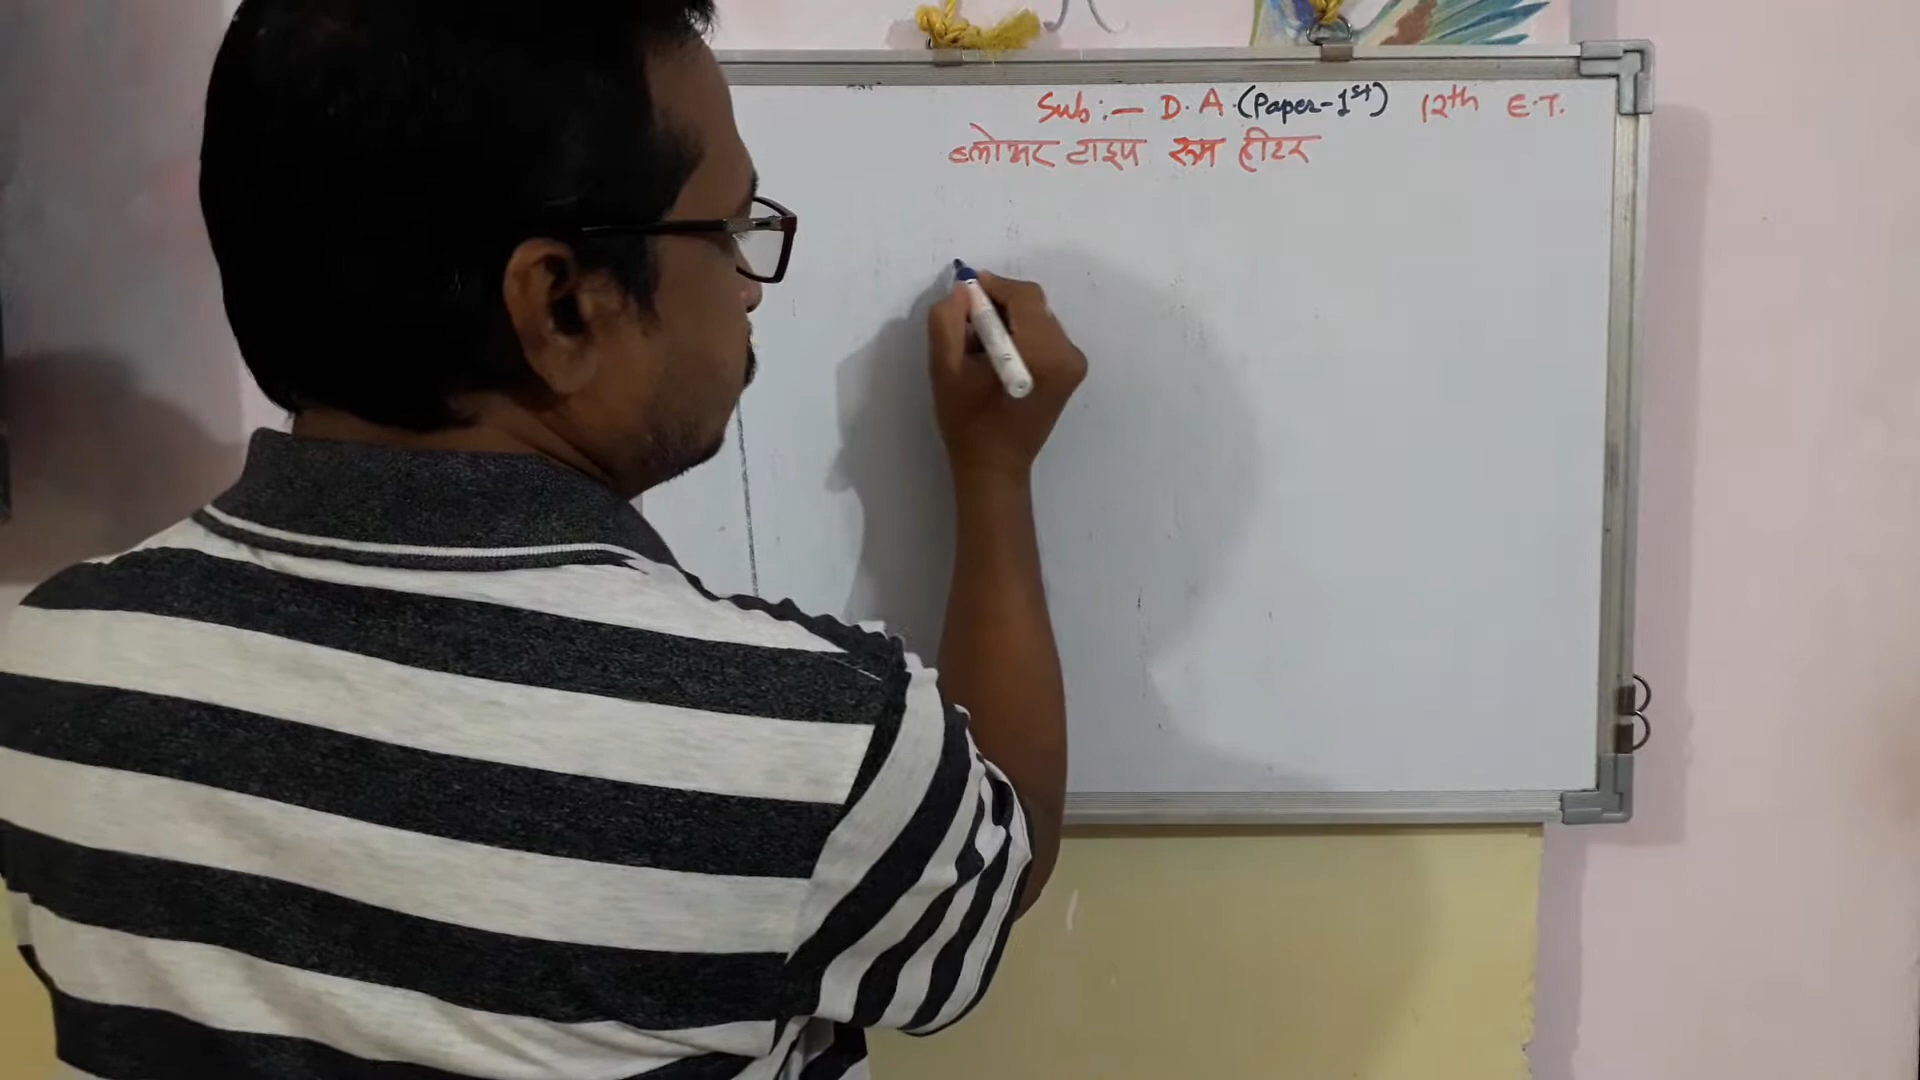 Sub :- D.A. (Paper-1st) 12th E.T.
ब्लोअर टाइप रूम हीटर